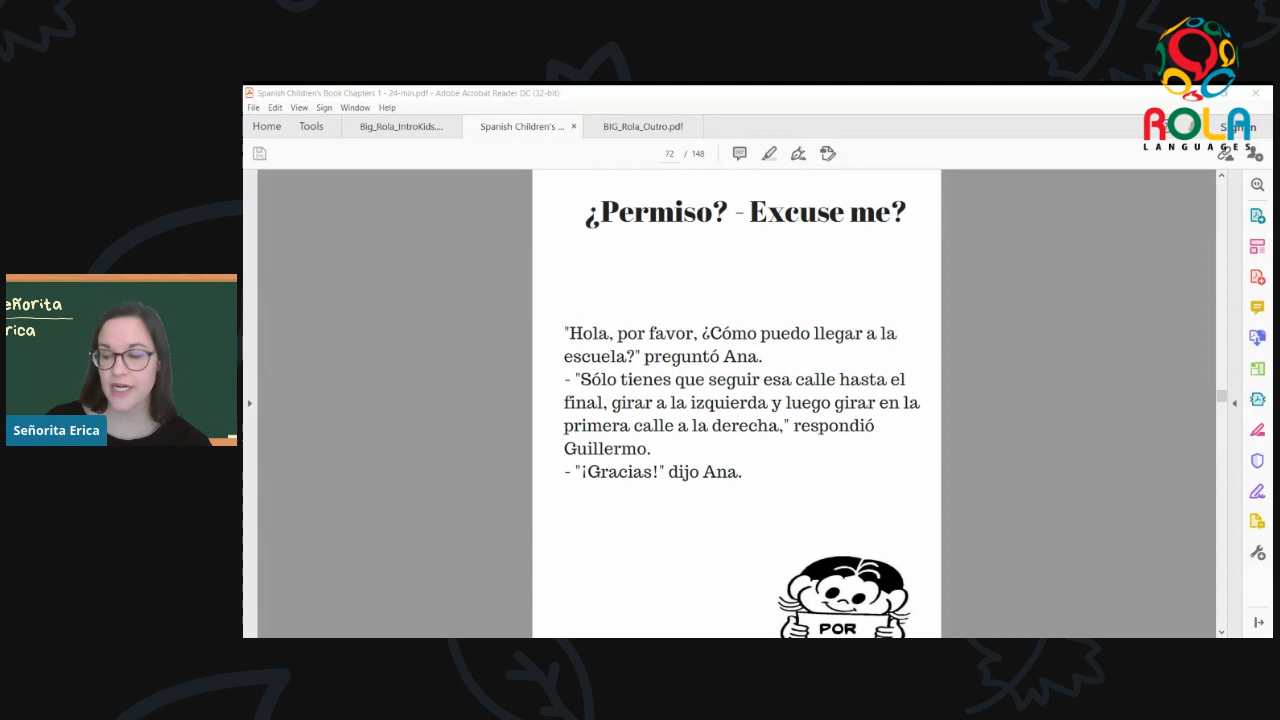 Spanish Children's Book Chapters 1 - 24-min.pdf - Adobe Acrobat Reader DC (32-bit)
File Edit View Sign Window Help
Home Tools Big_Rola_IntroKids.... Spanish Children's ... × BIG_Rola_Outro.pdf
72 / 148
ROLA
LANGUAGES
¿Permiso? - Excuse me?
"Hola, por favor, ¿Cómo puedo llegar a la
escuela?" preguntó Ana.
- "Sólo tienes que seguir esa calle hasta el
final, girar a la izquierda y luego girar en la
primera calle a la derecha," respondió
Guillermo.
- "¡Gracias!" dijo Ana.
POR
eñorita
rica
Señorita Erica